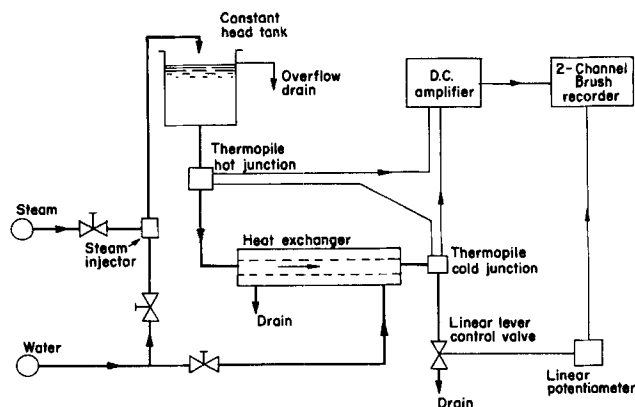 Constant
head tank
Overflow
drain
D.C.
amplifier
2-Channel
Brush
recorder
Thermopile
hot junction
Steam
Steam
injector
Heat exchanger
Thermopile
cold junction
Drain
Linear lever
control valve
Water
Linear
potentiometer
Drain